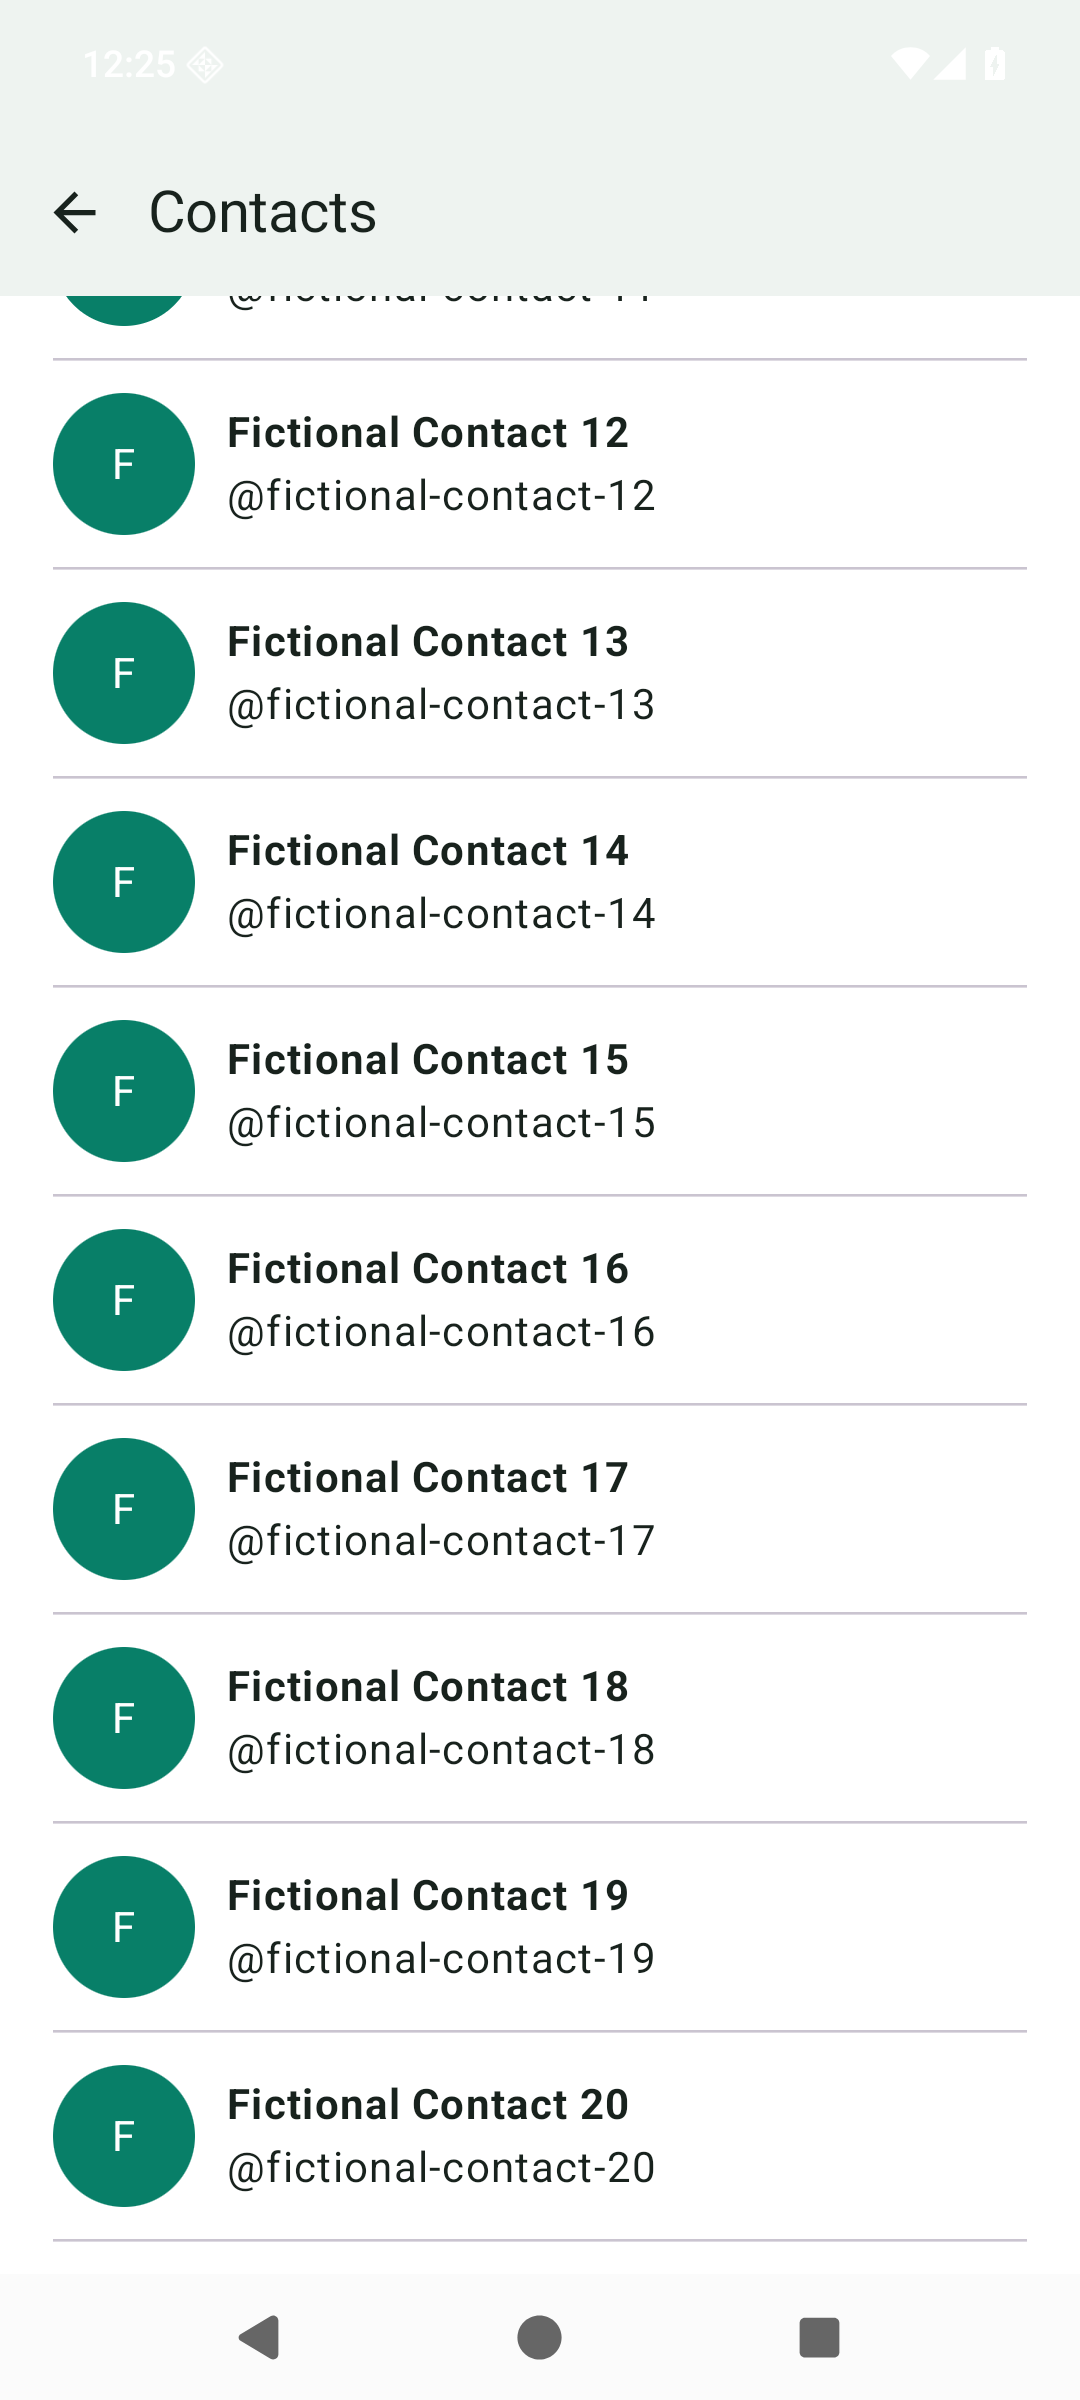 12:25
Contacts
F
Fictional Contact 12
@fictional-contact-12
F
Fictional Contact 13
@fictional-contact-13
F
Fictional Contact 14
@fictional-contact-14
F
Fictional Contact 15
@fictional-contact-15
F
Fictional Contact 16
@fictional-contact-16
F
Fictional Contact 17
@fictional-contact-17
F
Fictional Contact 18
@fictional-contact-18
F
Fictional Contact 19
@fictional-contact-19
F
Fictional Contact 20
@fictional-contact-20